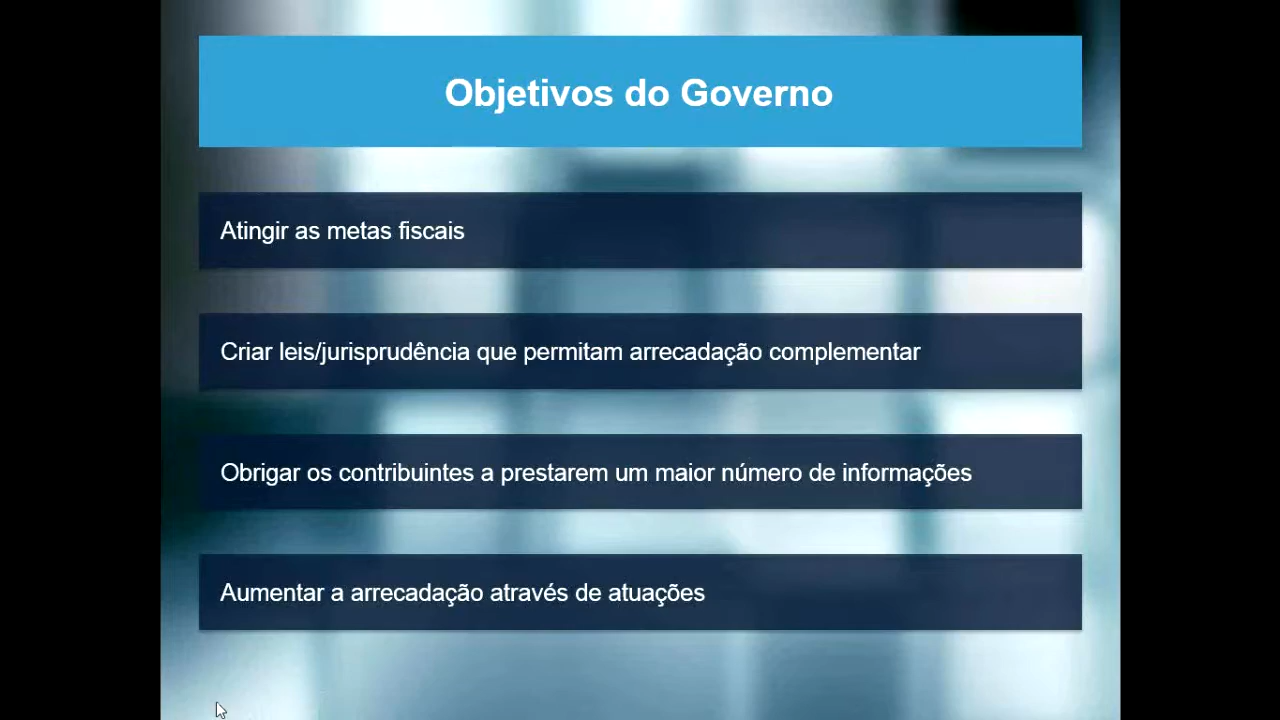 Objetivos do Governo
Atingir as metas fiscais
Criar leis/jurisprudência que permitam arrecadação complementar
Obrigar os contribuintes a prestarem um maior número de informações
Aumentar a arrecadação através de atuações